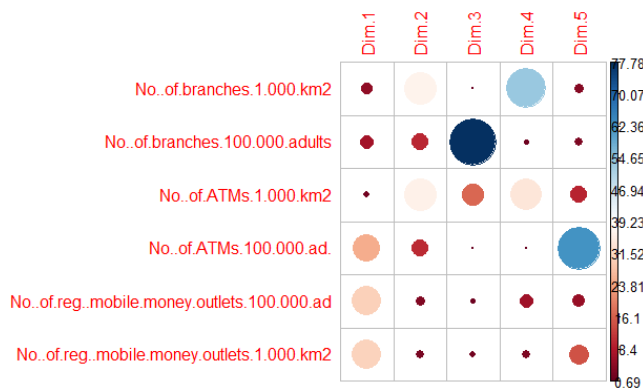 Dim.1 Dim.2 Dim.3 Dim.4 Dim.5
No..of.branches.1.000.km2
No..of.branches.100.000.adults
No..of.ATMs.1.000.km2
No..of.ATMs.100.000.ad.
No..of.reg..mobile.money.outlets.100.000.ad
No..of.reg..mobile.money.outlets.1.000.km2
77.78
70.07
62.36
54.65
46.94
39.23
31.52
23.81
16.1
8.4
0.69